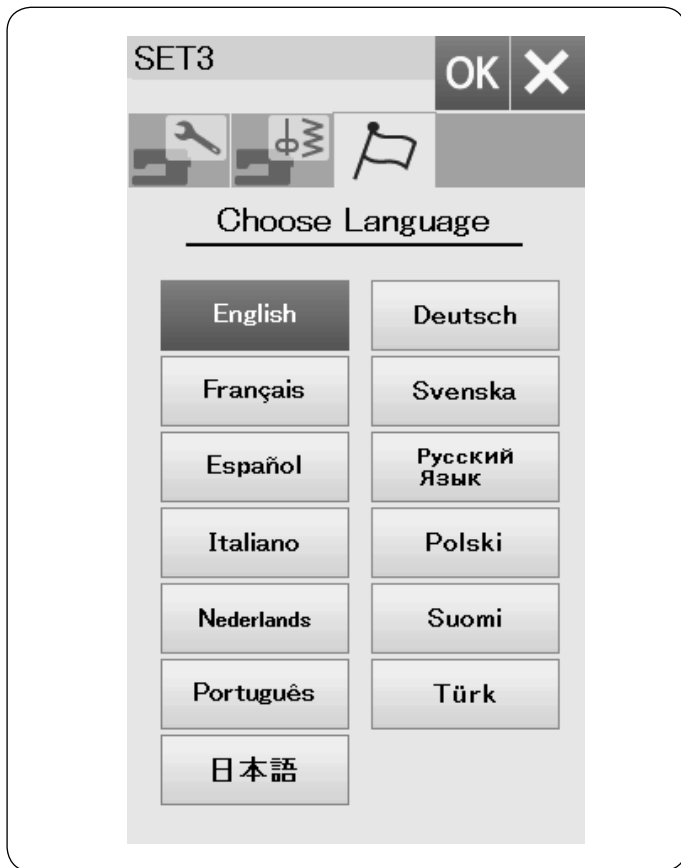 SET3
OK
Choose Language
English
Deutsch
Français
Svenska
Español
Русский
Язык
Italiano
Polski
Nederlands
Suomi
Português
Türk
日本語